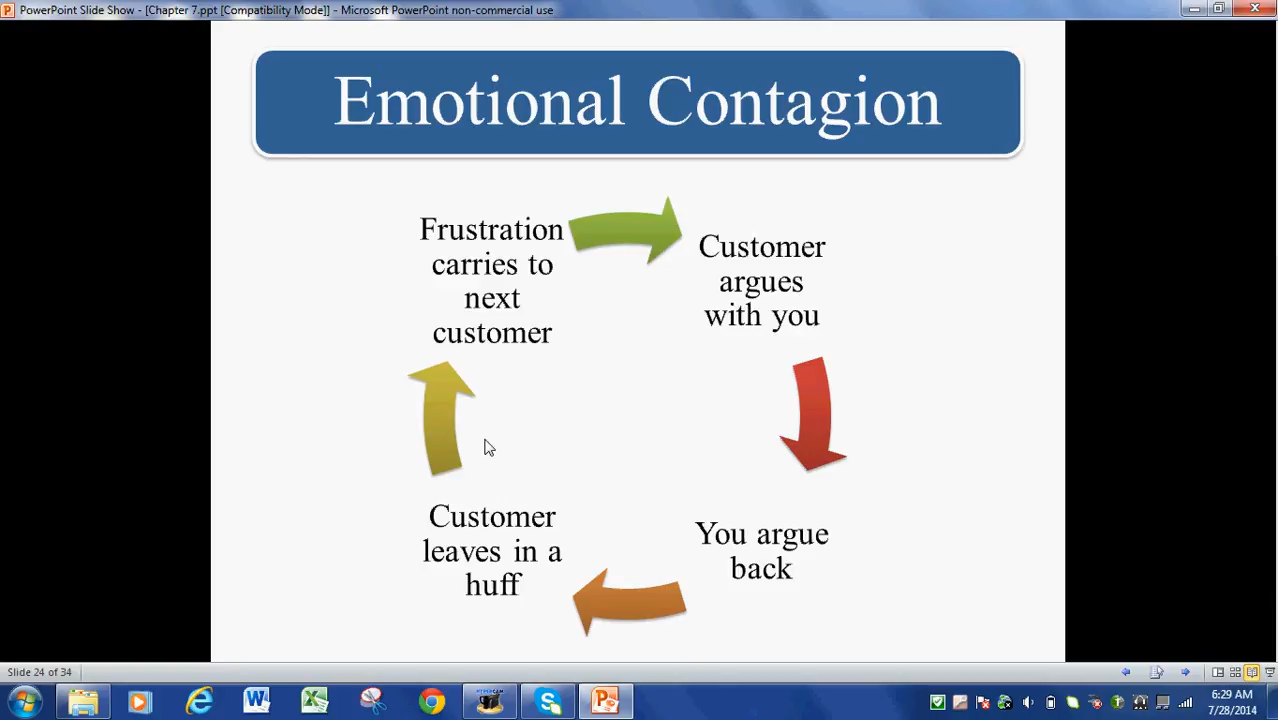 PowerPoint Slide Show - [Chapter 7.ppt [Compatibility Mode]] - Microsoft PowerPoint non-commercial use
Emotional Contagion
Frustration
carries to
next
customer
Customer
argues
with you
You argue
back
Customer
leaves in a
huff
Slide 24 of 34
6:29 AM
7/28/2014